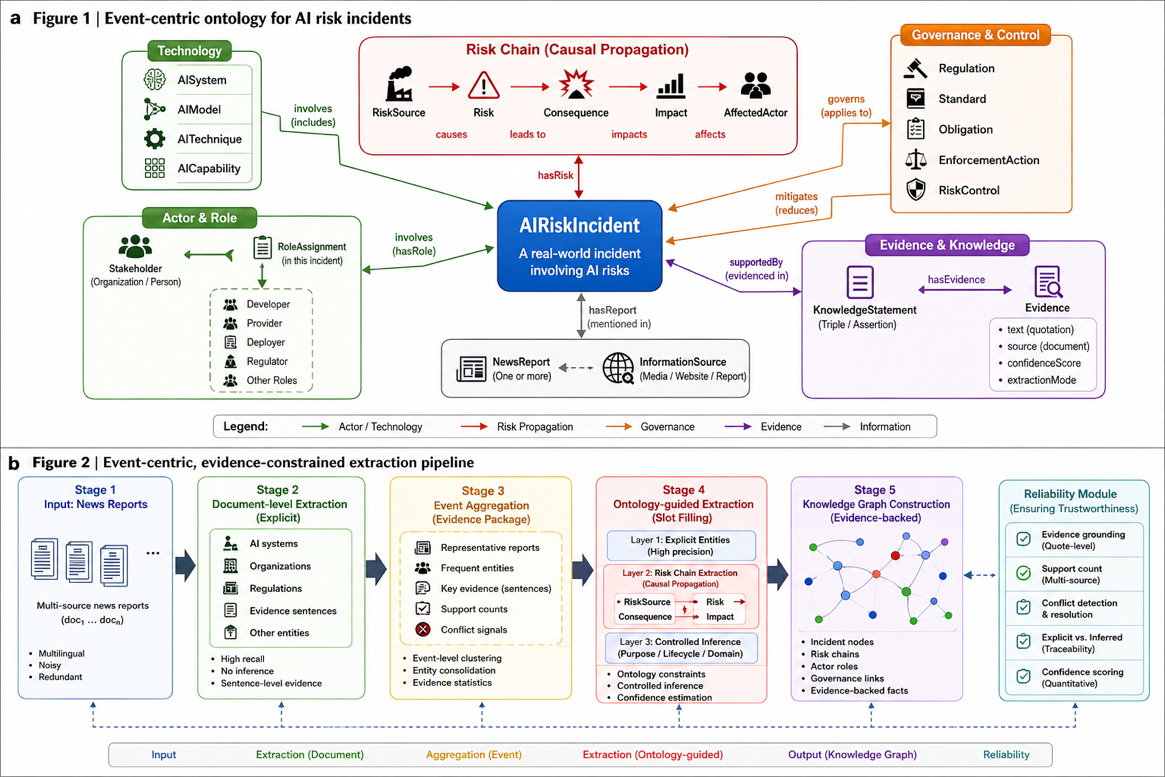 a Figure 1 | Event-centric ontology for AI risk incidents
Technology
AISystem
AIModel
AITechnique
AICapability
involves
(includes)
Risk Chain (Causal Propagation)
RiskSource
Risk
Consequence
Impact
AffectedActor
causes
leads to
impacts
affects
hasRisk
Governance & Control
Regulation
Standard
Obligation
EnforcementAction
RiskControl
governs
(applies to)
mitigates
(reduces)
Actor & Role
Stakeholder
(Organization / Person)
RoleAssignment
(in this incident)
Developer
Provider
Deployer
Regulator
Other Roles
involves
(hasRole)
AIRiskIncident
A real-world incident
involving AI risks
supportedBy
(evidenced in)
Evidence & Knowledge
KnowledgeStatement
(Triple / Assertion)
hasEvidence
Evidence
• text (quotation)
• source (document)
• confidenceScore
• extractionMode
hasReport
(mentioned in)
NewsReport
(One or more)
InformationSource
(Media / Website / Report)
Legend:
Actor / Technology
Risk Propagation
Governance
Evidence
Information
b Figure 2 | Event-centric, evidence-constrained extraction pipeline
Stage 1
Input: News Reports
...
Multi-source news reports
(doc₁ ... docₙ)
• Multilingual
• Noisy
• Redundant
Stage 2
Document-level Extraction
(Explicit)
AI systems
Organizations
Regulations
Evidence sentences
Other entities
• High recall
• No inference
• Sentence-level evidence
Stage 3
Event Aggregation
(Evidence Package)
Representative reports
Frequent entities
Key evidence (sentences)
Support counts
Conflict signals
• Event-level clustering
• Entity consolidation
• Evidence statistics
Stage 4
Ontology-guided Extraction
(Slot Filling)
Layer 1: Explicit Entities
(High precision)
Layer 2: Risk Chain Extraction
(Causal Propagation)
• RiskSource
Risk
Consequence
Impact
Layer 3: Controlled Inference
(Purpose / Lifecycle / Domain)
• Ontology constraints
• Controlled inference
• Confidence estimation
Stage 5
Knowledge Graph Construction
(Evidence-backed)
• Incident nodes
• Risk chains
• Actor roles
• Governance links
• Evidence-backed facts
Reliability Module
(Ensuring Trustworthiness)
Evidence grounding
(Quote-level)
Support count
(Multi-source)
Conflict detection
& resolution
Explicit vs. Inferred
(Traceability)
Confidence scoring
(Quantitative)
Input
Extraction (Document)
Aggregation (Event)
Extraction (Ontology-guided)
Output (Knowledge Graph)
Reliability